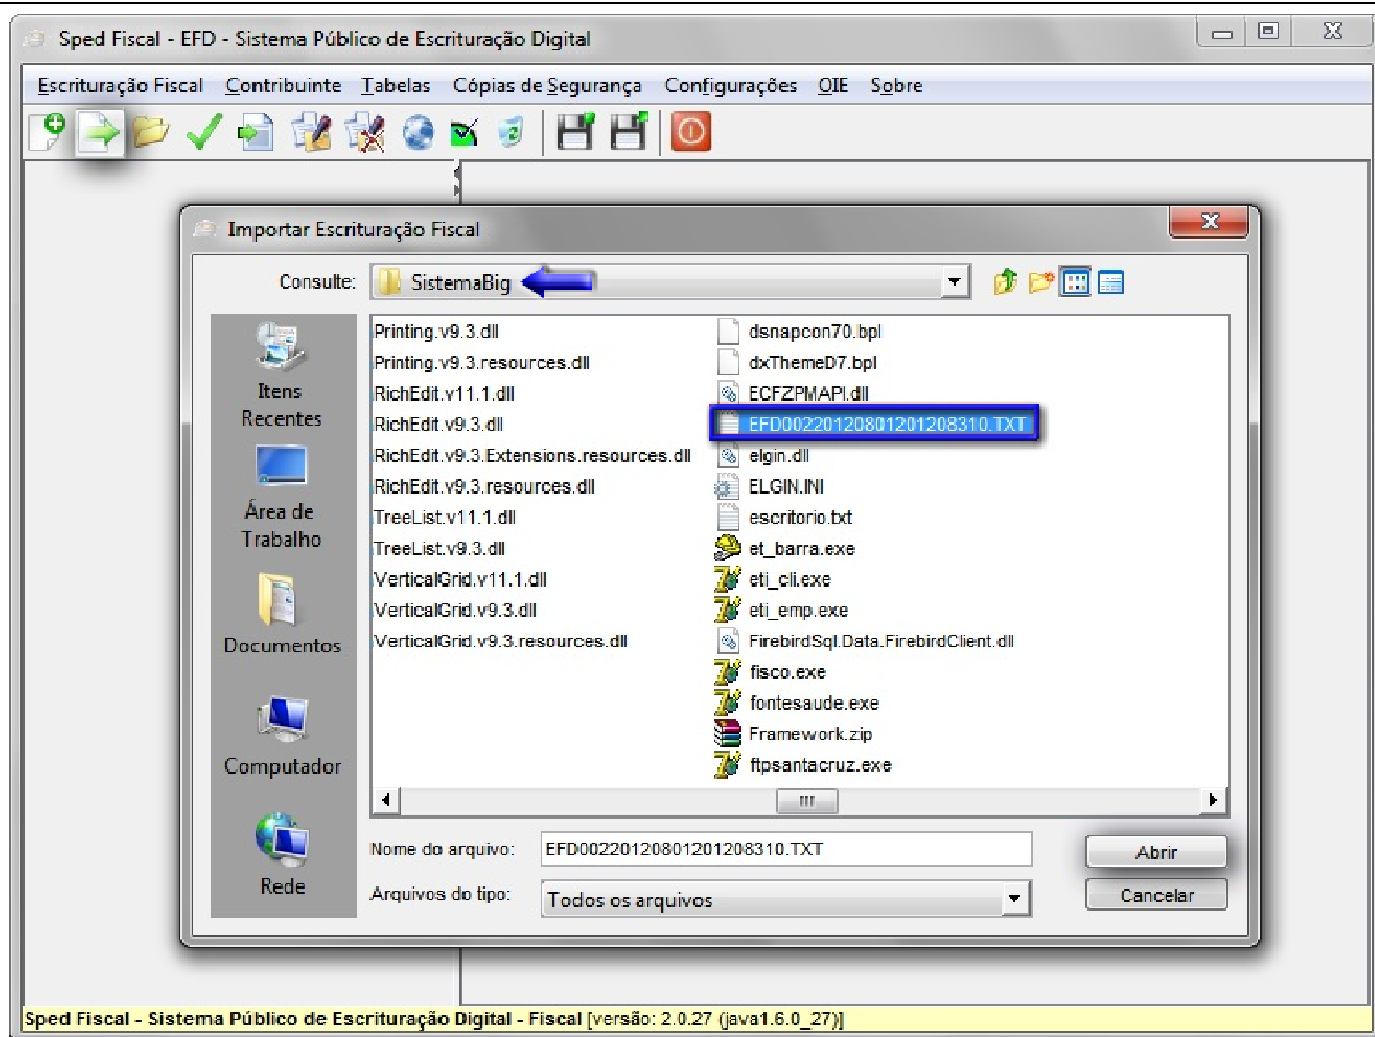 Sped Fiscal - EFD - Sistema Público de Escrituração Digital
Escrituração Fiscal Contribuinte Tabelas Cópias de Segurança Configurações OIE Sobre
Importar Escrituração Fiscal
Consulte: SistemaBig
Itens
Recentes
Área de
Trabalho
Documentos
Computador
Rede
Printing.v9.3.dll
Printing.v9.3.resources.dll
RichEdit.v11.1.dll
RichEdit.v9.3.dll
RichEdit.v9.3.Extensions.resources.dll
RichEdit.v9.3.resources.dll
TreeList.v11.1.dll
TreeList.v9.3.dll
VerticalGrid.v11.1.dll
VerticalGrid.v9.3.dll
VerticalGrid.v9.3.resources.dll
dsnapcon70.bpl
dxThemeD7.bpl
ECFZPMAPI.dll
EFD00220120801201208310.TXT
elgin.dll
ELGIN.INI
escritorio.txt
et_barra.exe
eti_cli.exe
eti_emp.exe
FirebirdSql.Data.FirebirdClient.dll
fisco.exe
fontesaude.exe
Framework.zip
ftpsantacruz.exe
Nome do arquivo: EFD00220120801201208310.TXT
Abrir
Arquivos do tipo: Todos os arquivos
Cancelar
Sped Fiscal - Sistema Público de Escrituração Digital - Fiscal [versão: 2.0.27 (java1.6.0_27)]